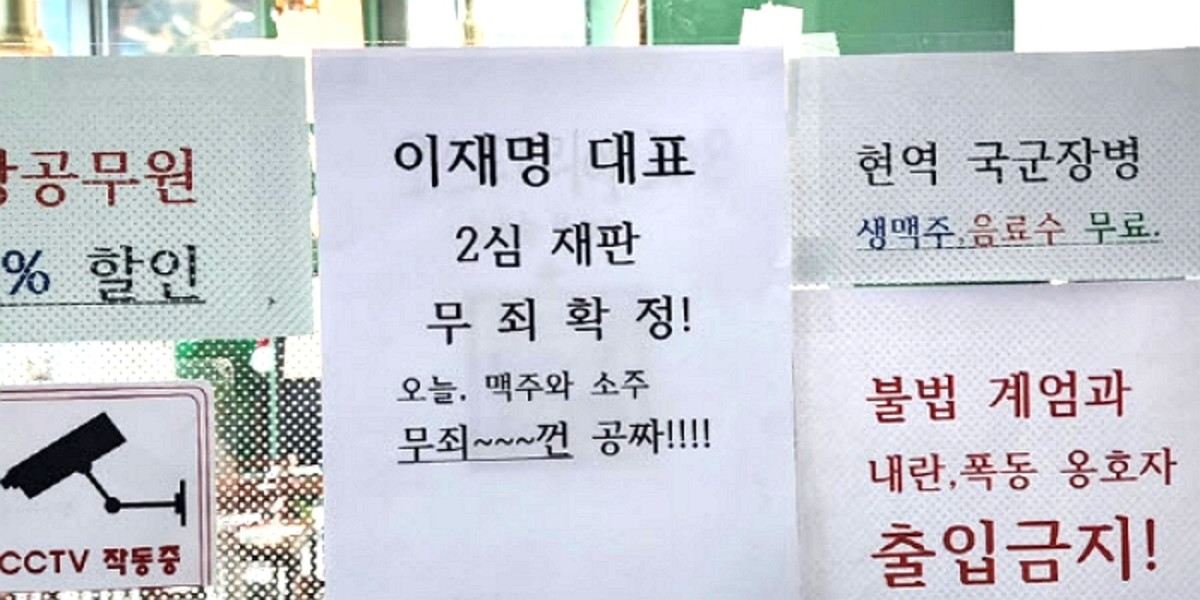 공무원
% 할인
CCTV 작동중
이재명 대표
2심 재판
무 죄 확 정!
오늘. 맥주와 소주
무죄~~~껀 공짜!!!!
현역 국군장병
생맥주,음료수 무료.
불법 계엄과
내란,폭동 옹호자
출입금지!